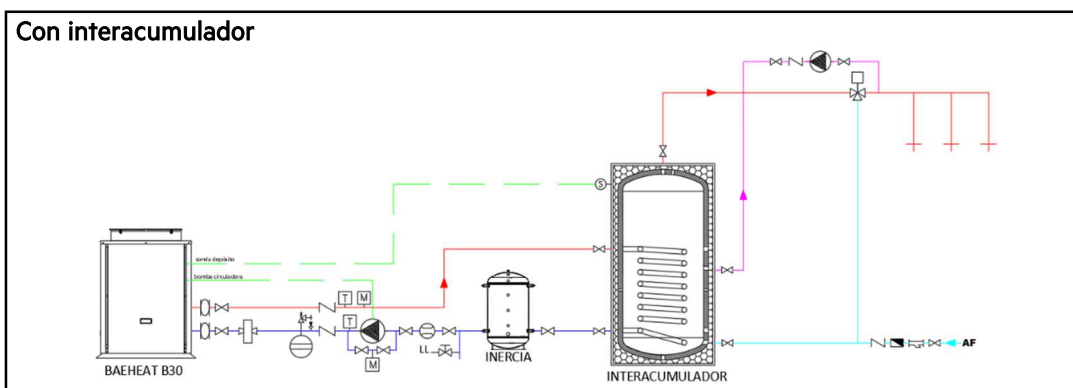 Con interacumulador
S
sonda depósito
bomba circuladora
T
M
T
M
LL
BAEHEAT B30
INERCIA
INTERACUMULADOR
AF